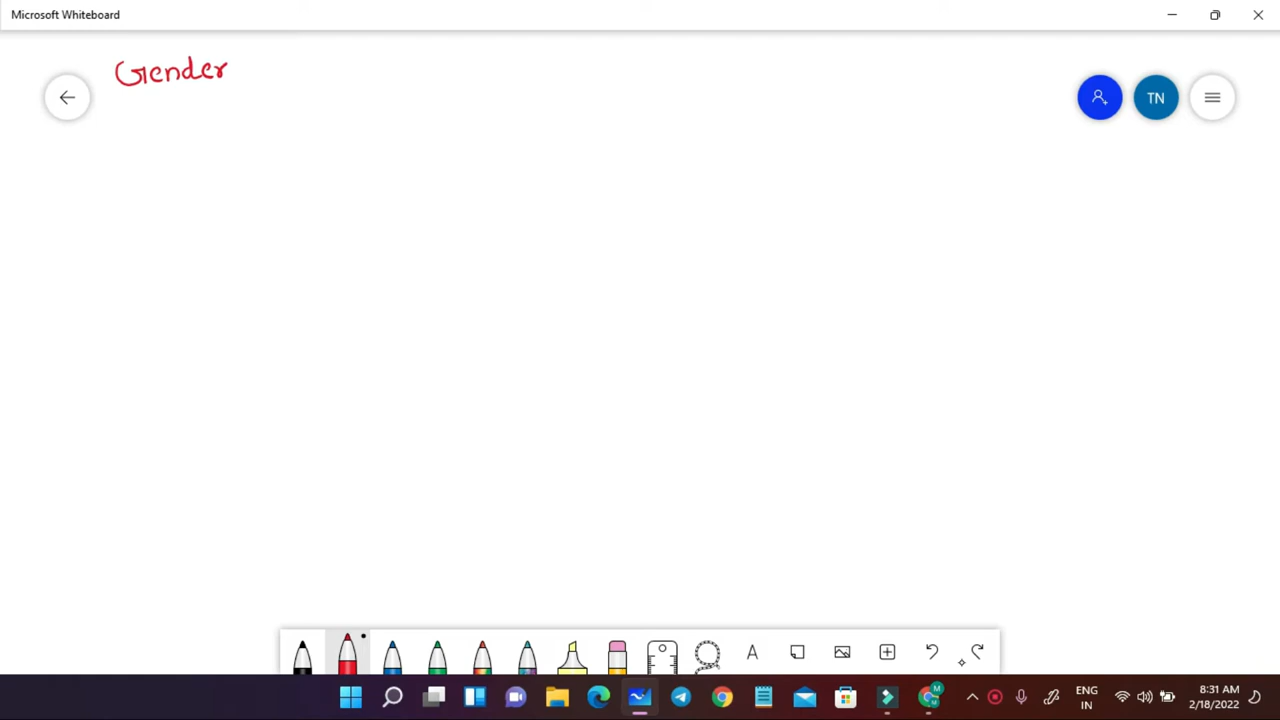 Microsoft Whiteboard
Gender
TN
A
M
ENG
IN
8:31 AM
2/18/2022